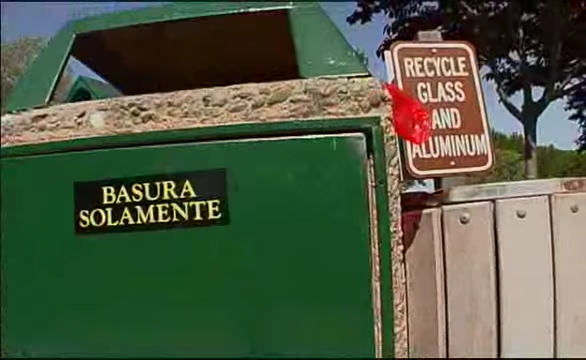 BASURA
SOLAMENTE
RECYCLE
GLASS
AND
ALUMINUM